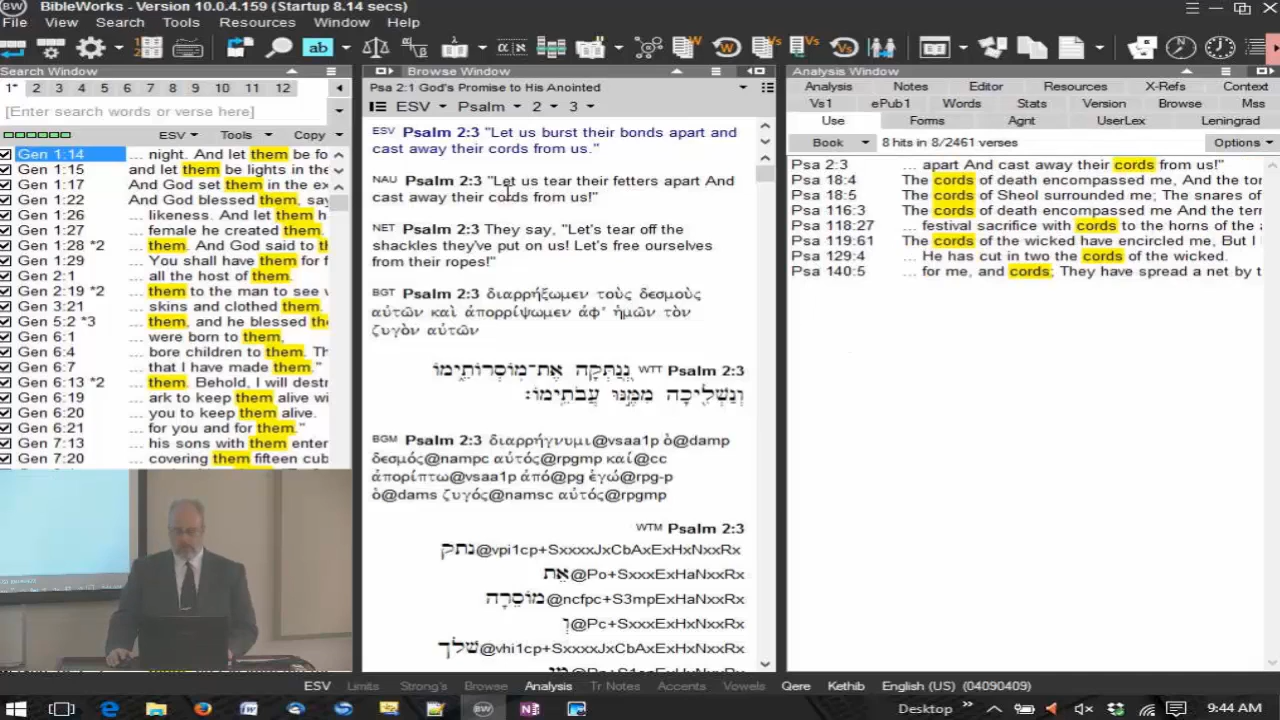 BibleWorks - Version 10.0.4.159 (Startup 8.14 secs)
File View Search Tools Resources Window Help
Search Window
1* 2 3 4 5 6 7 8 9 10 11 12
[Enter search words or verse here]
ESV Tools Copy
Gen 1:14 night. And let them be fo
Gen 1:15 and let them be lights in the
Gen 1:17 And God set them in the ex
Gen 1:22 And God blessed them, say
Gen 1:26 ... likeness. And let them h
Gen 1:27 ... female he created them.
Gen 1:28 *2 ... them. And God said to th
Gen 1:29 ... You shall have them for f
Gen 2:1 ... all the host of them.
Gen 2:19 *2 ... them to the man to see v
Gen 3:21 ... skins and clothed them.
Gen 5:2 *3 ... them, and he blessed the
Gen 6:1 ... were born to them,
Gen 6:4 ... bore children to them. Th
Gen 6:7 ... that I have made them."
Gen 6:13 *2 ... them. Behold, I will destr
Gen 6:19 ... ark to keep them alive wi
Gen 6:20 ... you to keep them alive.
Gen 6:21 ... for you and for them."
Gen 7:13 ... his sons with them enter
Gen 7:20 ... covering them fifteen cub
Browse Window
Psa 2:1 God's Promise to His Anointed
ESV Psalm 2 3
ESV Psalm 2:3 "Let us burst their bonds apart and
cast away their cords from us."
NAU Psalm 2:3 "Let us tear their fetters apart And
cast away their cords from us!"
NET Psalm 2:3 They say, "Let's tear off the
shackles they've put on us! Let's free ourselves
from their ropes!"
BGT Psalm 2:3 διαρρήξωμεν τοὺς δεσμοὺς
αὐτῶν καὶ ἀπορρίψωμεν ἀφ' ἡμῶν τὸν
ζυγὸν αὐτῶν
WTT Psalm 2:3 נְֽנַתְּקָה אֶת־מוֹסְרוֹתֵ֑ימוֹ
וְנַשְׁלִ֖יכָה מִמֶּ֣נּוּ עֲבֹתֵֽימוֹ׃
BGM Psalm 2:3 διαρρήγνυμι@vsaa1p ὁ@damp
δεσμός@nampc αὐτός@rpgmp καί@cc
ἀπορίπτω@vsaa1p ἀπό@pg ἐγώ@rpg-p
ὁ@dams ζυγός@namsc αὐτός@rpgmp
WTM Psalm 2:3
נתק@vpi1cp+SxxxxJxCbAxExHxNxxRx
אֵת@Po+SxxxExHaNxxRx
מוֹסֵרָה@ncfpc+S3mpExHaNxxRx
וְ@Pc+SxxxExHxNxxRx
שׁלך@vhi1cp+SxxxxJxCbAxExHxNxxRx
Analysis Window
Analysis Notes Editor Resources X-Refs Context
Vs1 ePub1 Words Stats Version Browse Mss
Use Forms Agnt UserLex Leningrad
Book 8 hits in 8/2461 verses Options
Psa 2:3 ... apart And cast away their cords from us!"
Psa 18:4 The cords of death encompassed me, And the tor
Psa 18:5 The cords of Sheol surrounded me; The snares of
Psa 116:3 The cords of death encompassed me And the terr
Psa 118:27 ... festival sacrifice with cords to the horns of the a
Psa 119:61 The cords of the wicked have encircled me, But I
Psa 129:4 ... He has cut in two the cords of the wicked.
Psa 140:5 ... for me, and cords; They have spread a net by t
ESV Limits Strong's Browse Analysis Tr Notes Accents Vowels Qere Kethib English (US) (04090409)
Desktop 9:44 AM